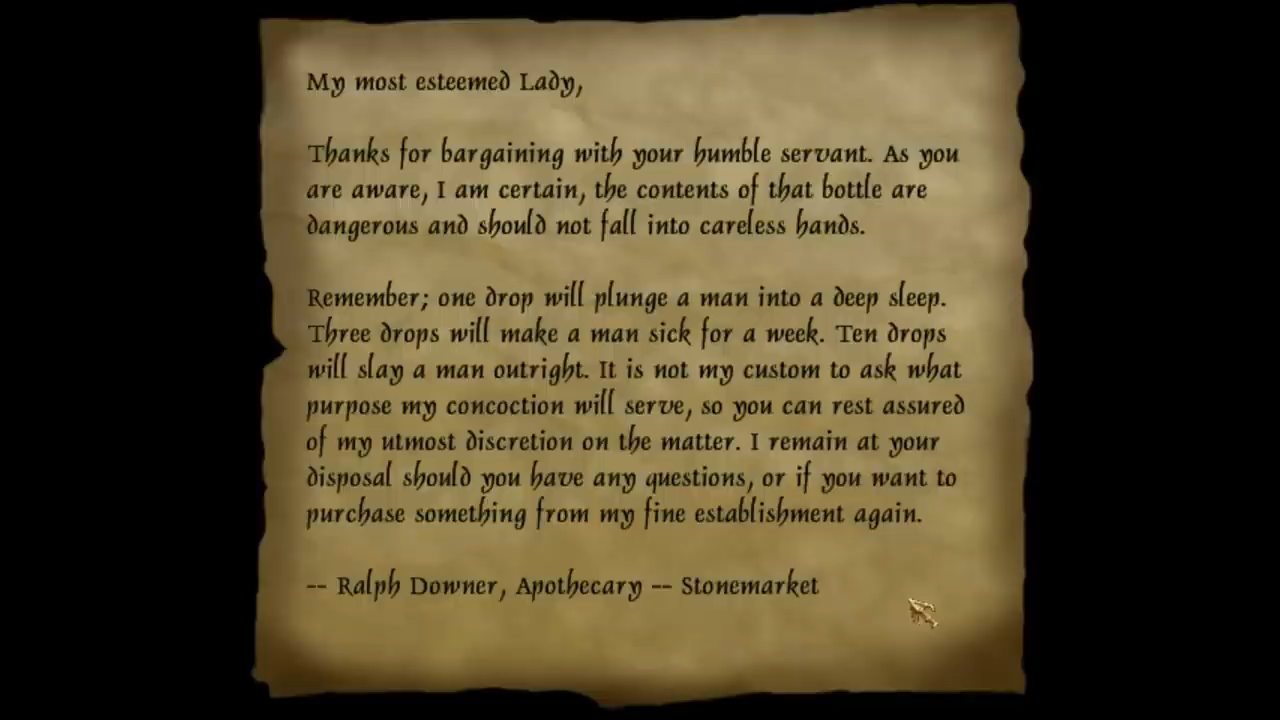 My most esteemed Lady,
Thanks for bargaining with your humble servant. As you
are aware, I am certain, the contents of that bottle are
dangerous and should not fall into careless hands.
Remember; one drop will plunge a man into a deep sleep.
Three drops will make a man sick for a week. Ten drops
will slay a man outright. It is not my custom to ask what
purpose my concoction will serve, so you can rest assured
of my utmost discretion on the matter. I remain at your
disposal should you have any questions, or if you want to
purchase something from my fine establishment again.
-- Ralph Downer, Apothecary -- Stonemarket